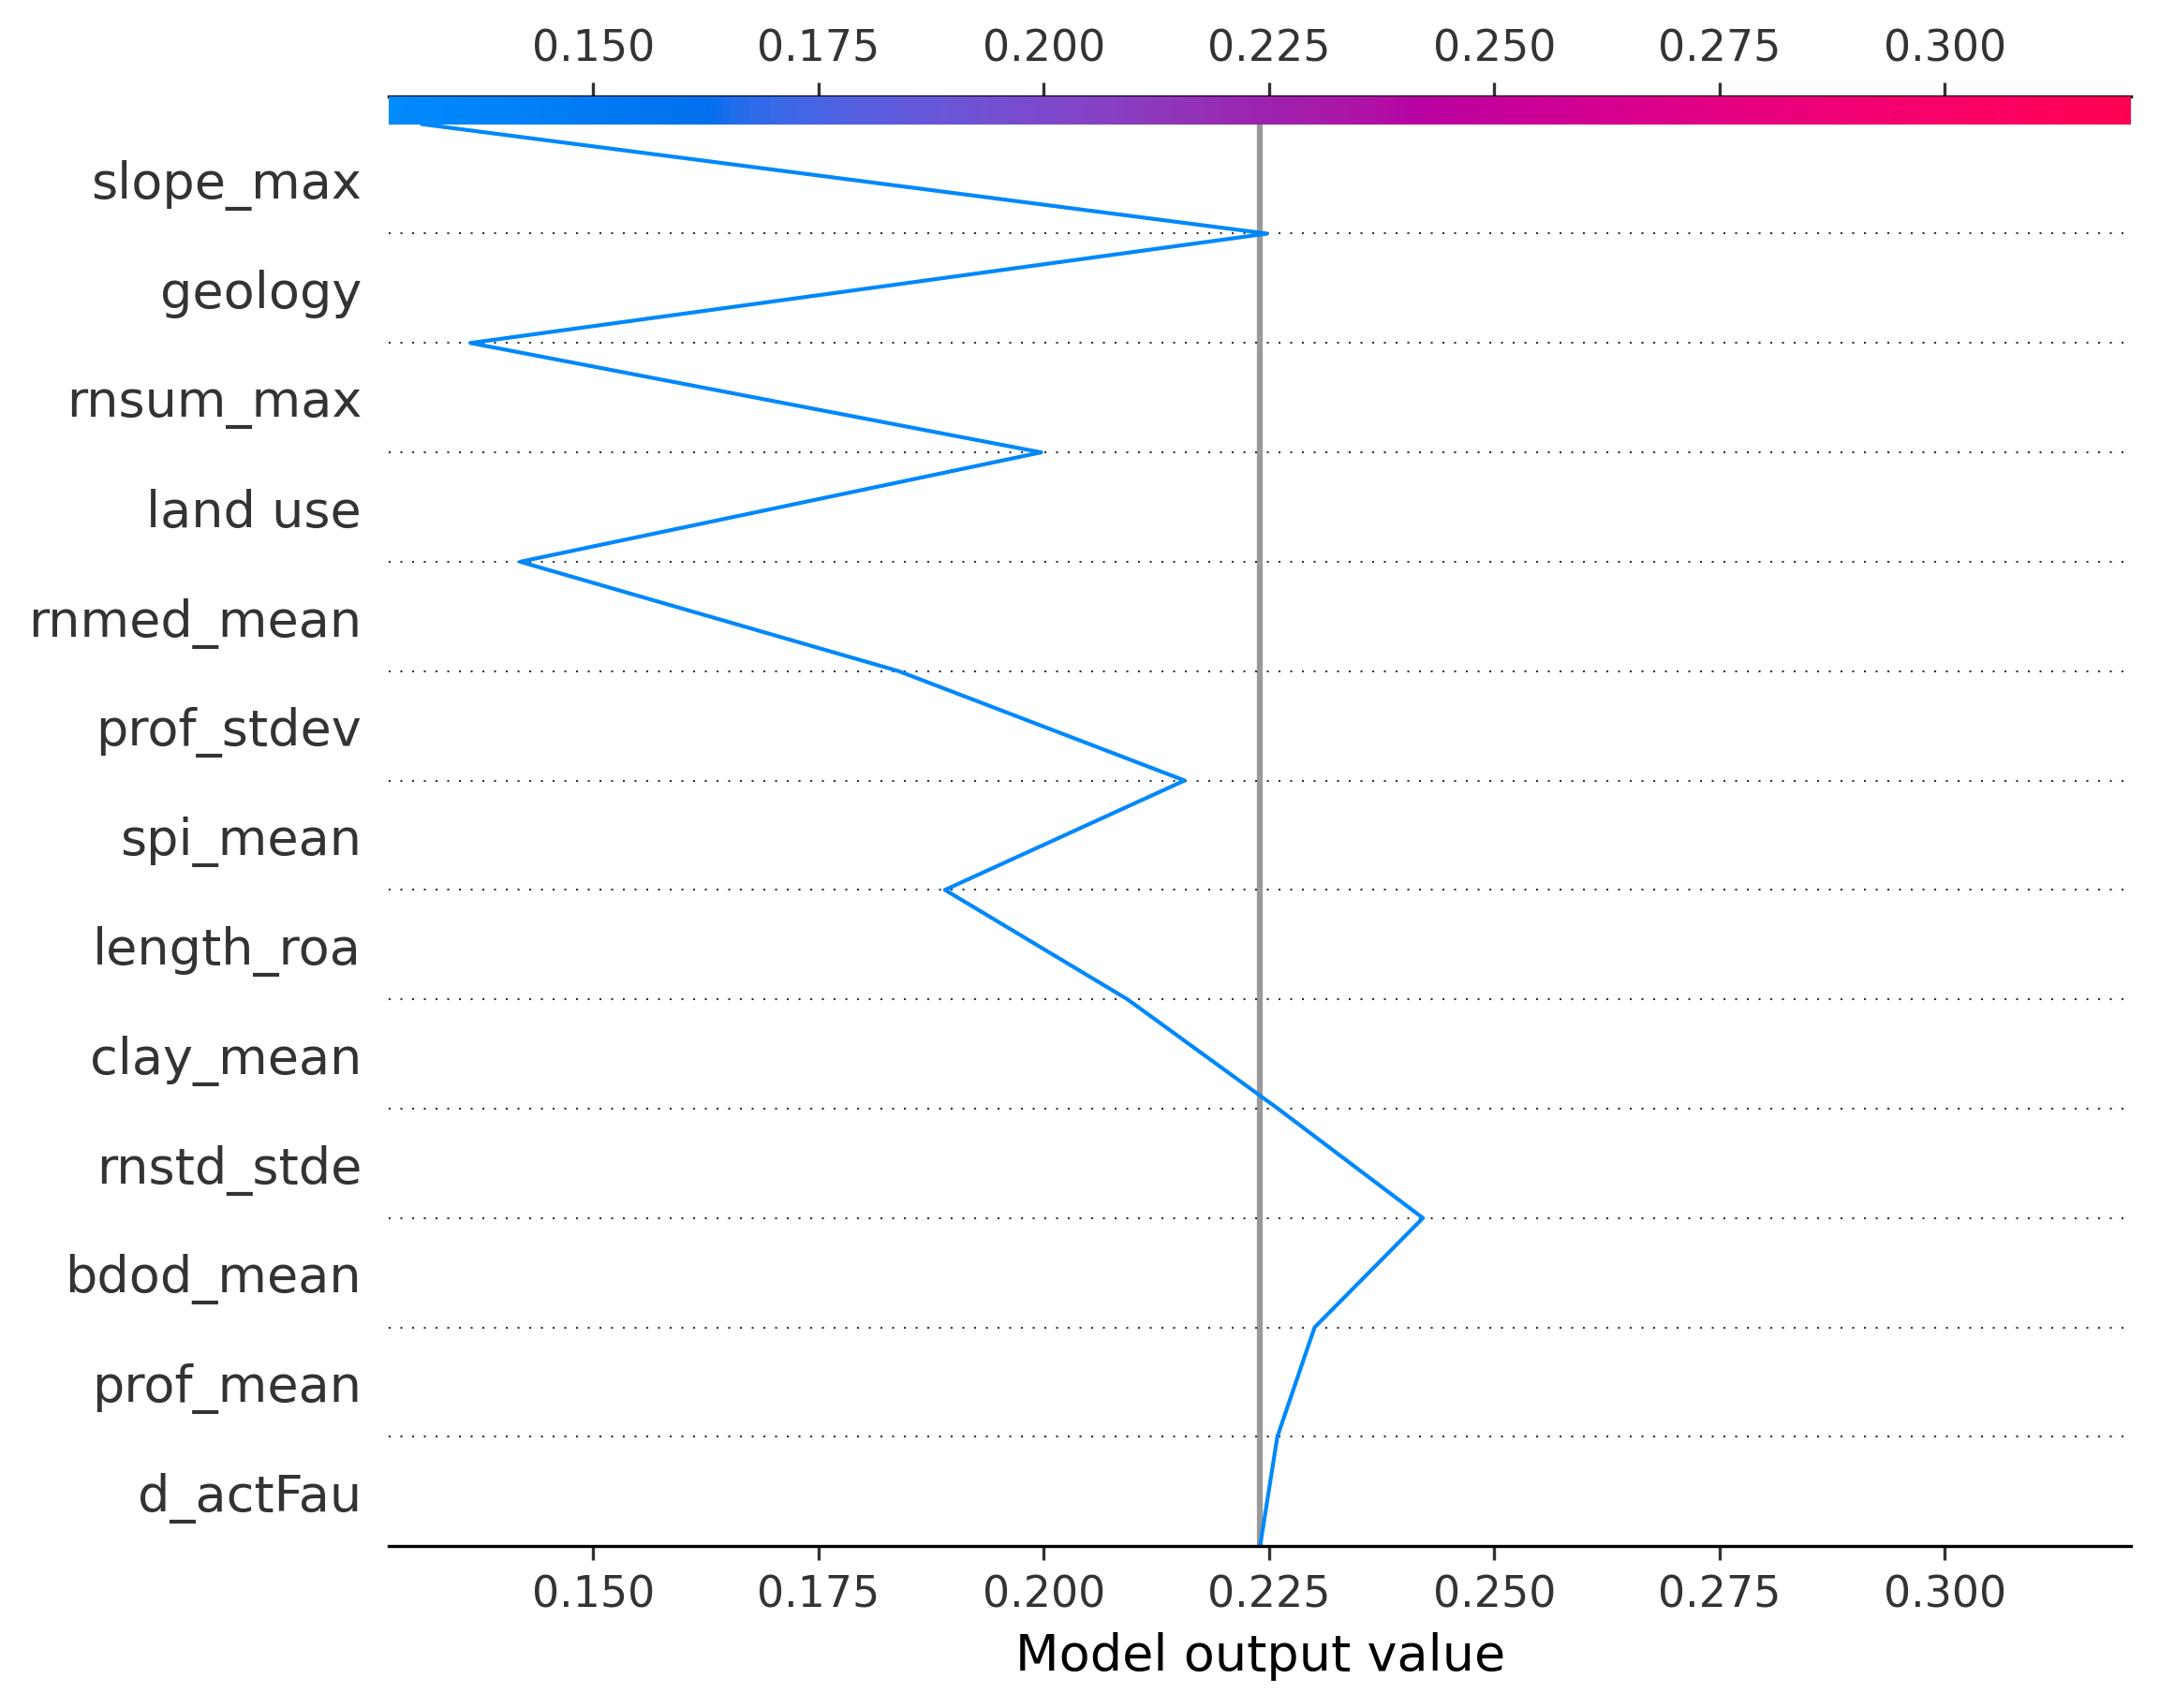 0.150 0.175 0.200 0.225 0.250 0.275 0.300
slope_max
geology
rnsum_max
land use
rnmed_mean
prof_stdev
spi_mean
length_roa
clay_mean
rnstd_stde
bdod_mean
prof_mean
d_actFau
0.150 0.175 0.200 0.225 0.250 0.275 0.300
Model output value